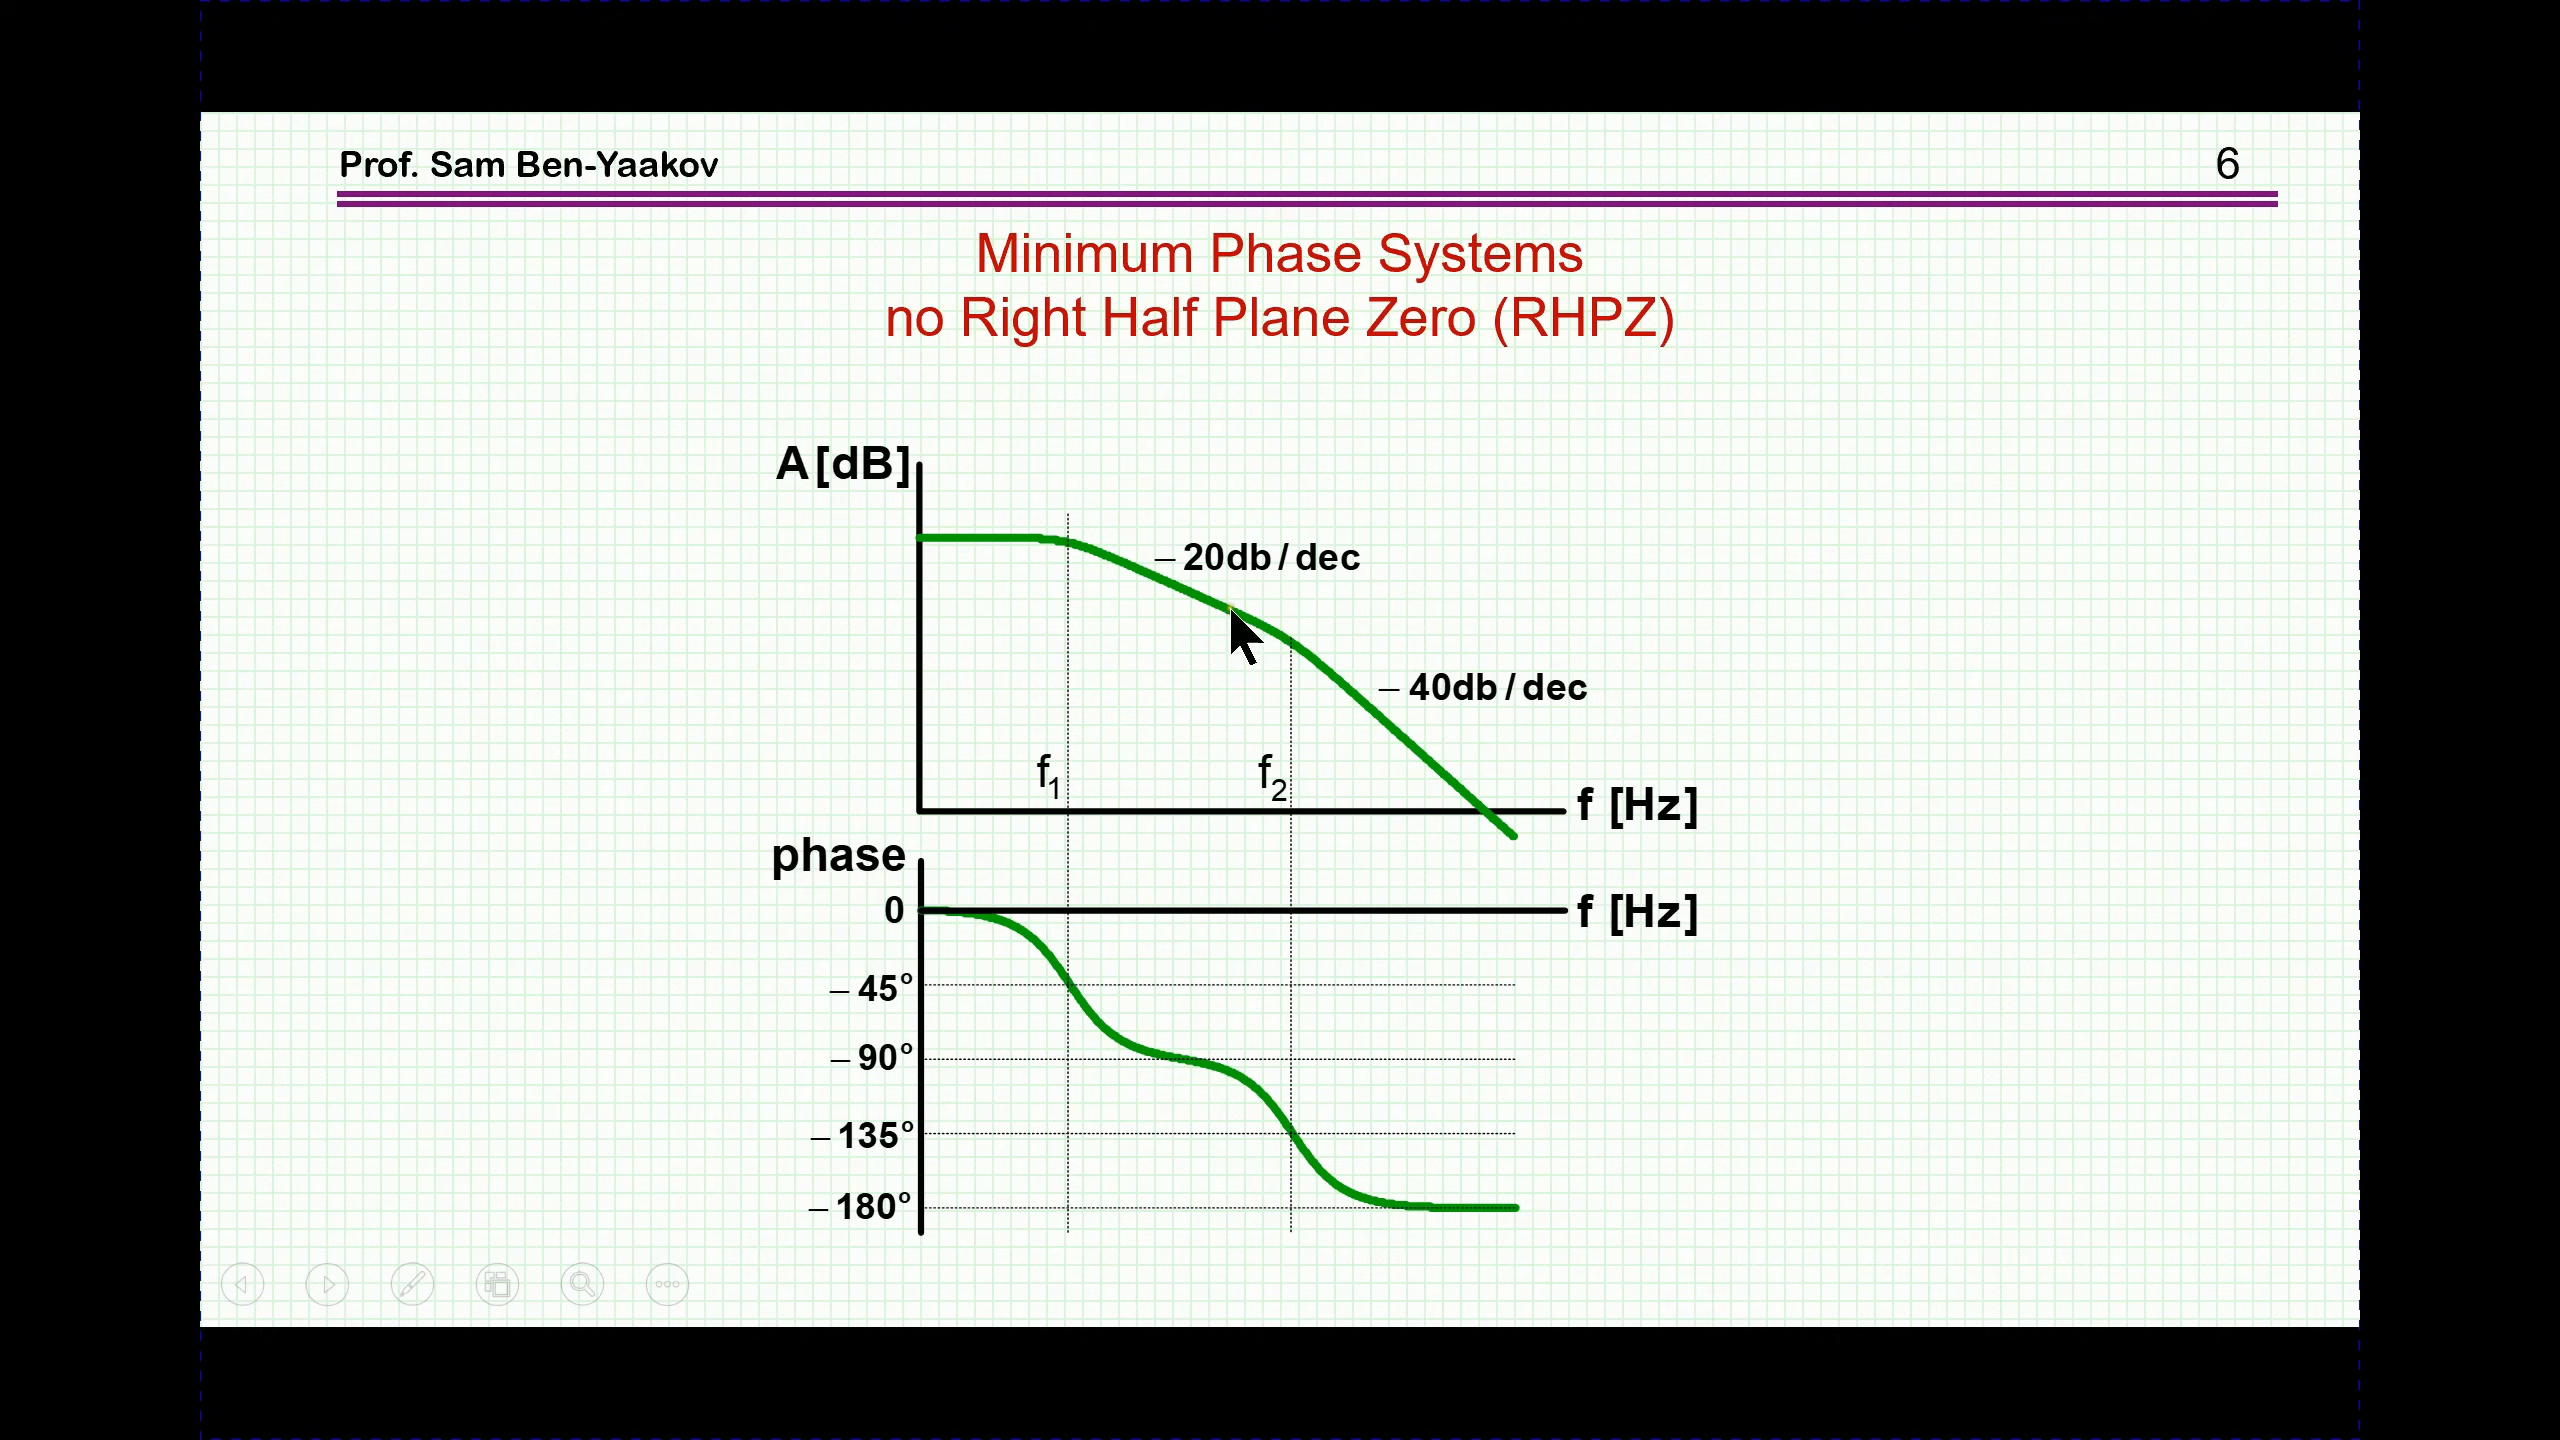 Prof. Sam Ben-Yaakov
6
Minimum Phase Systems
no Right Half Plane Zero (RHPZ)
A [dB]
– 20db / dec
– 40db / dec
f1
f2
f [Hz]
phase
0
f [Hz]
– 45°
– 90°
– 135°
– 180°